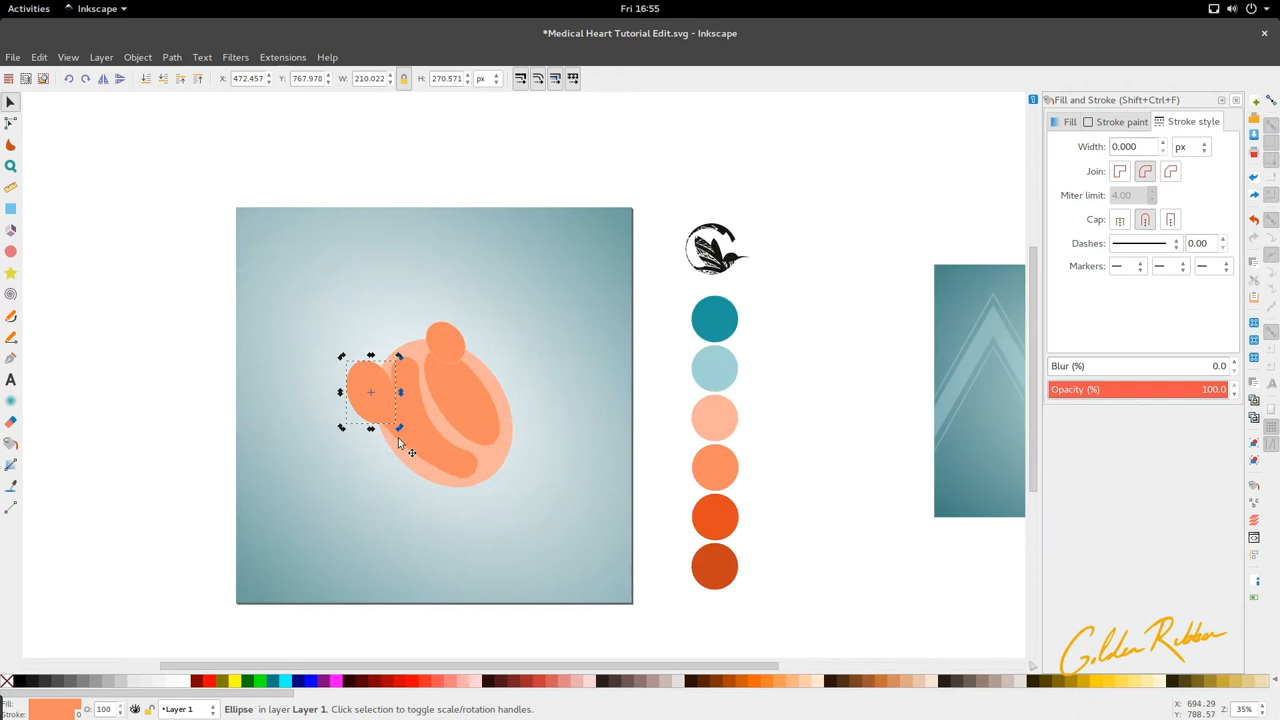 Activities Inkscape Fri 16:55
*Medical Heart Tutorial Edit.svg - Inkscape
File Edit View Layer Object Path Text Filters Extensions Help
X: 472.457 Y: 767.978 W: 210.022 H: 270.571 px
Fill and Stroke (Shift+Ctrl+F)
Fill Stroke paint Stroke style
Width: 0.000 px
Join:
Miter limit: 4.00
Cap:
Dashes: 0.00
Markers:
Blur (%) 0.0
Opacity (%) 100.0
Golden Ribbon
Fill:
Stroke: 0
O: 100
•Layer 1
Ellipse in layer Layer 1. Click selection to toggle scale/rotation handles.
X: 694.29
Y: 708.57
Z: 35%